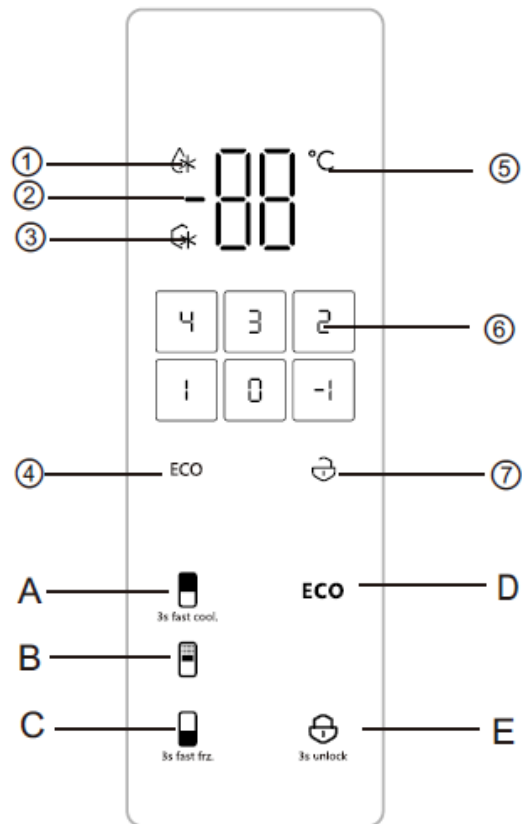 ① -88 °C ⑤
②
③
4 3 2 ⑥
1 0 -1
④ ECO ⑦
A ECO D
3s fast cool.
B
C E
3s fast frz. 3s unlock